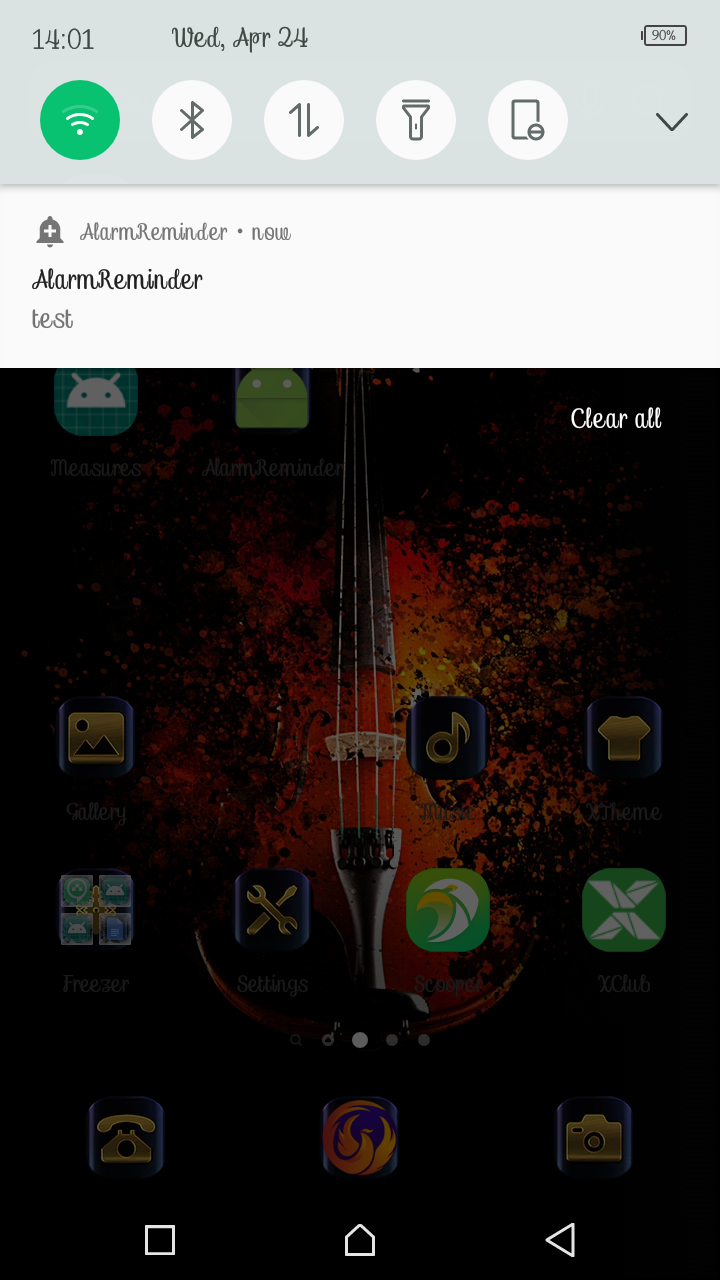 14:01 Wed, Apr 24 90%
AlarmReminder • now
AlarmReminder
test
Clear all
Measures AlarmReminder
Gallery Music XTheme
Freezer Settings Scooper XClub